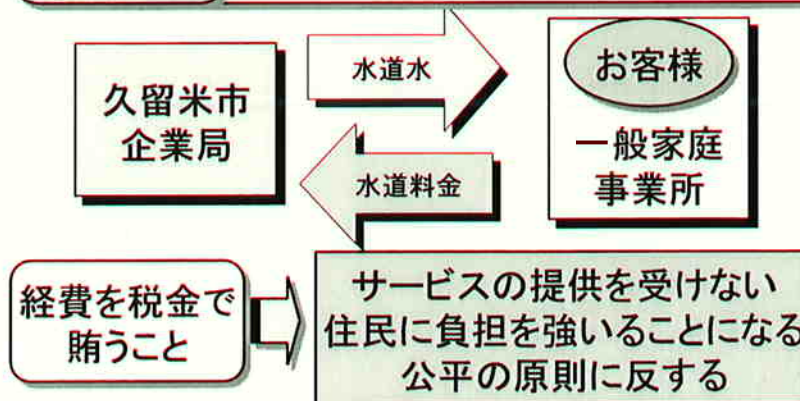 久留米市
企業局
水道水
お客様
一般家庭
事業所
水道料金
経費を税金で
賄うこと
サービスの提供を受けない
住民に負担を強いることになる
公平の原則に反する